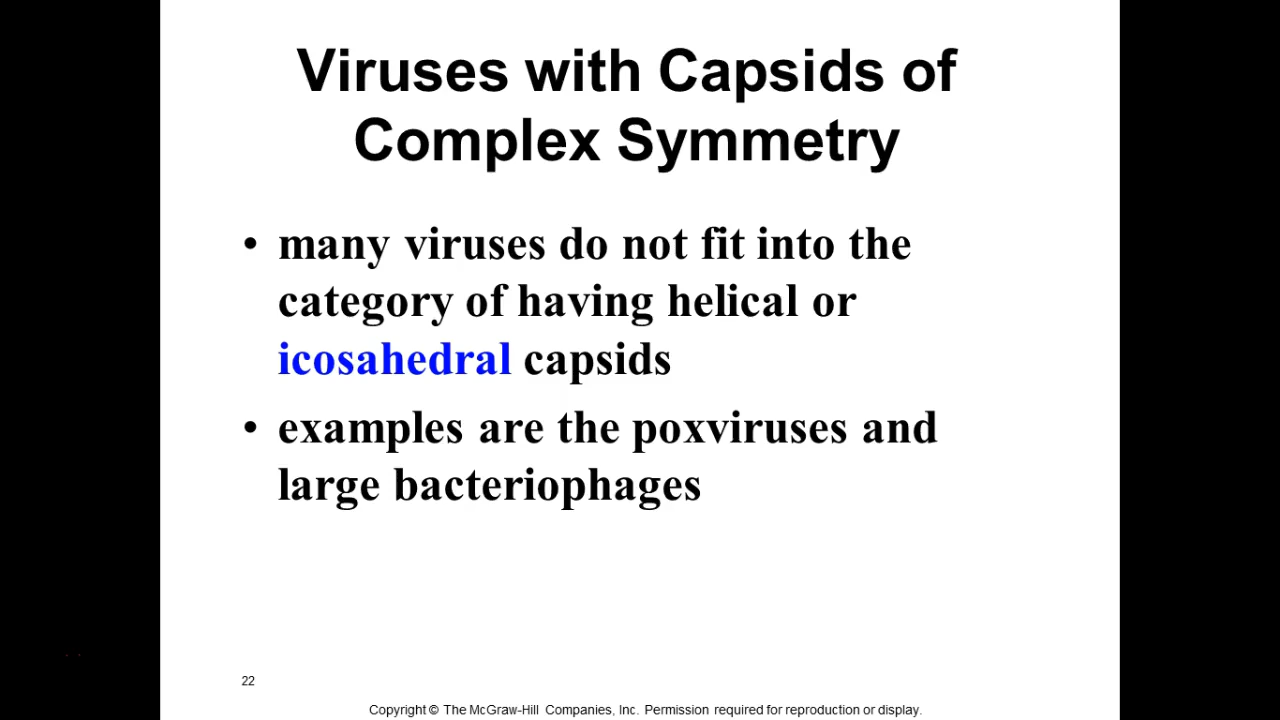 Viruses with Capsids of
Complex Symmetry
• many viruses do not fit into the
category of having helical or
icosahedral capsids
• examples are the poxviruses and
large bacteriophages
22
Copyright © The McGraw-Hill Companies, Inc. Permission required for reproduction or display.